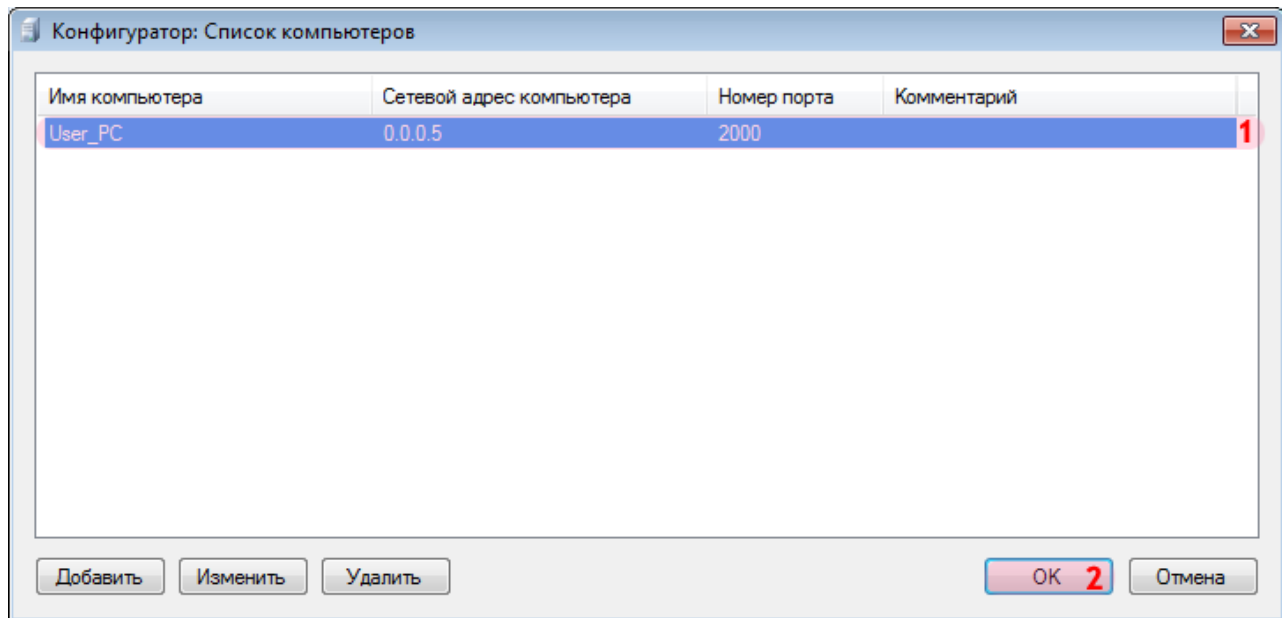 Конфигуратор: Список компьютеров
Имя компьютера Сетевой адрес компьютера Номер порта Комментарий
User_PC 0.0.0.5 2000 1
Добавить Изменить Удалить OK 2 Отмена